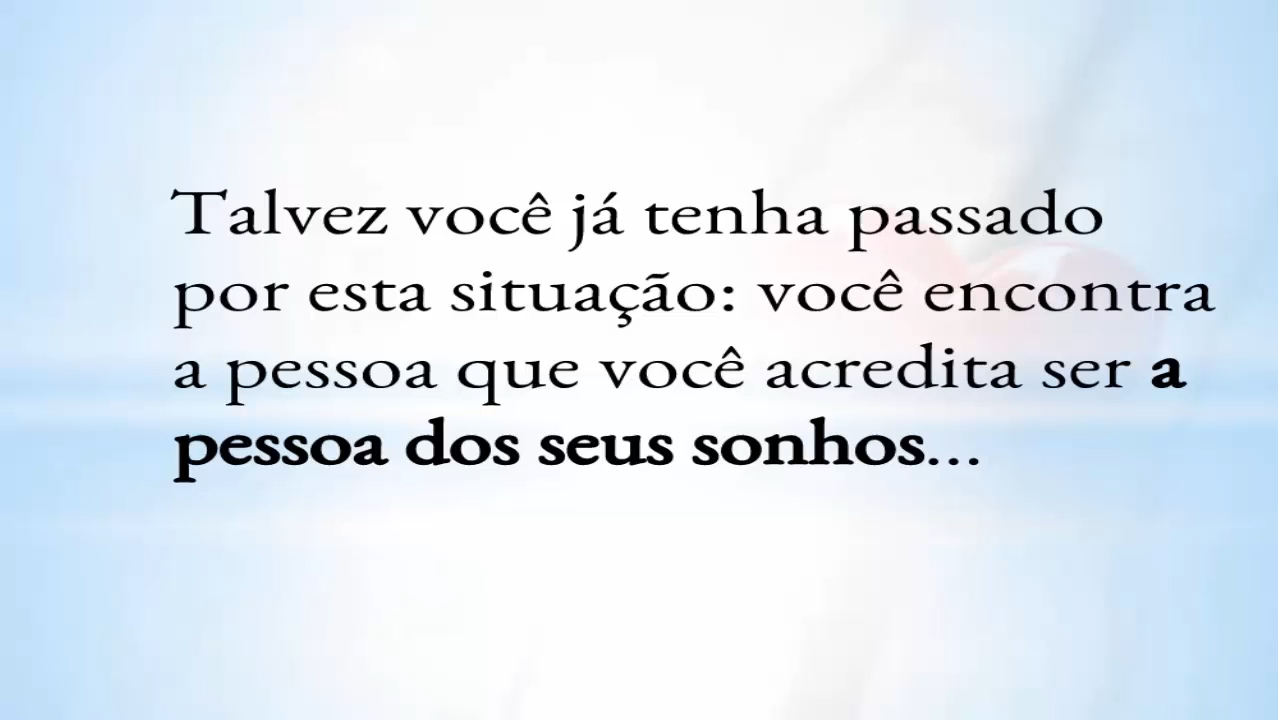 Talvez você já tenha passado
por esta situação: você encontra
a pessoa que você acredita ser a
pessoa dos seus sonhos...